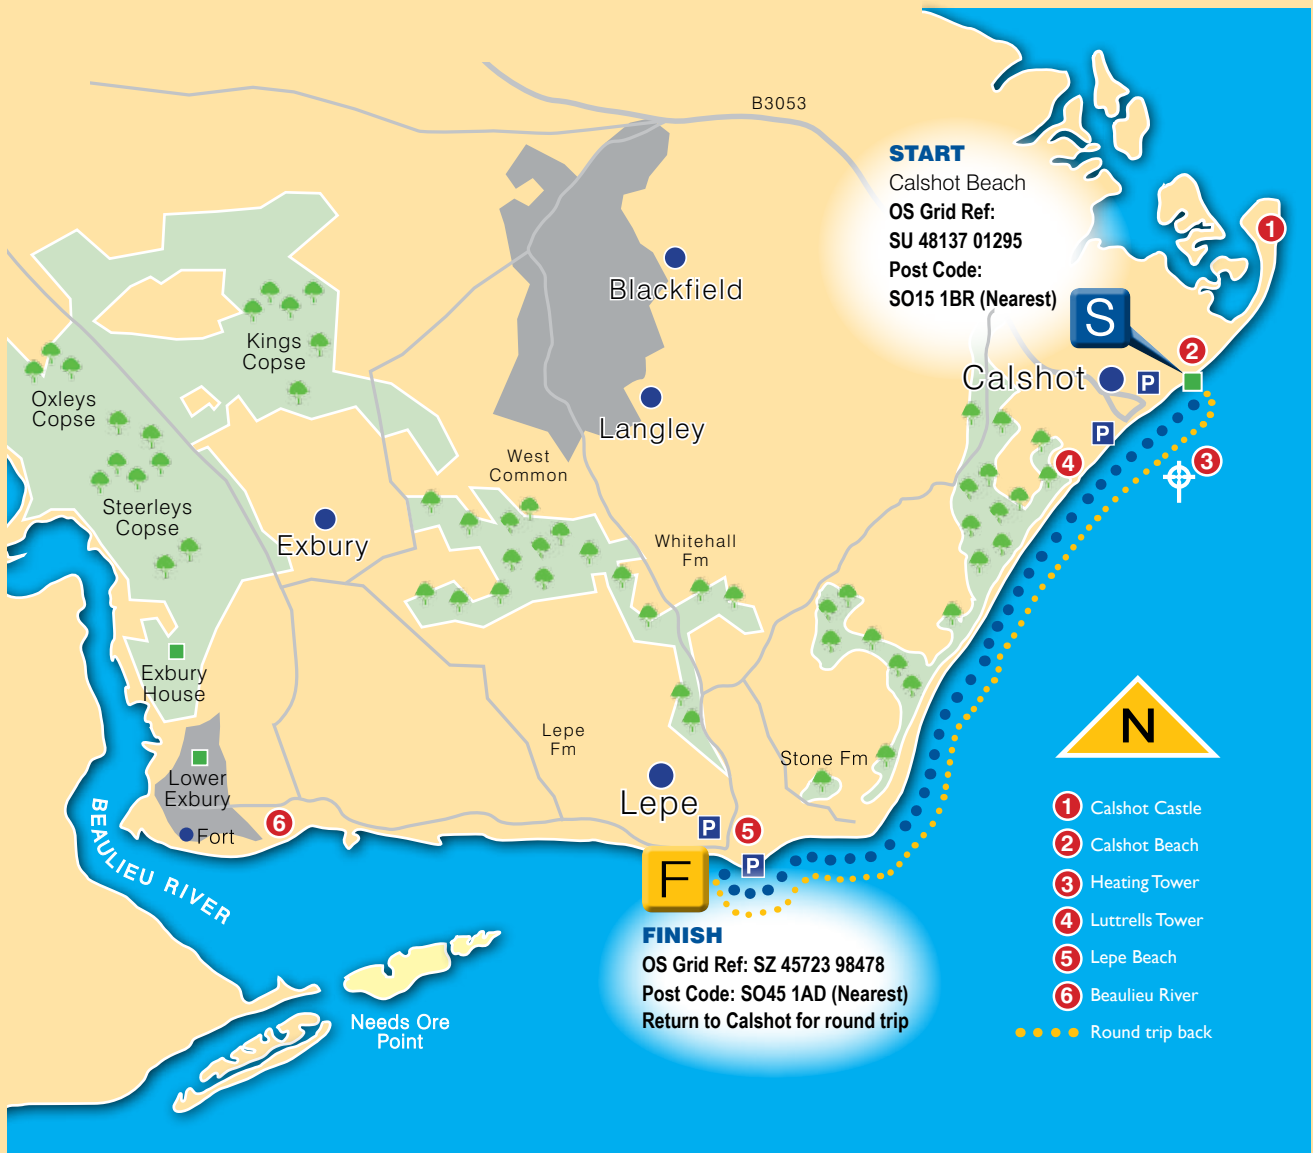 B3053
START
Calshot Beach
OS Grid Ref:
SU 48137 01295
Post Code:
SO15 1BR (Nearest)
1
S
2
Blackfield
Kings
Copse
Calshot
P
Oxleys
Copse
Langley
P
West
Common
4
3
Steerleys
Copse
Exbury
Whitehall
Fm
Exbury
House
N
Lepe
Fm
Stone Fm
Lower
Exbury
Lepe
6
Fort
P
5
P
F
BEAULIEU RIVER
FINISH
OS Grid Ref: SZ 45723 98478
Post Code: SO45 1AD (Nearest)
Return to Calshot for round trip
Needs Ore
Point
1 Calshot Castle
2 Calshot Beach
3 Heating Tower
4 Luttrells Tower
5 Lepe Beach
6 Beaulieu River
Round trip back